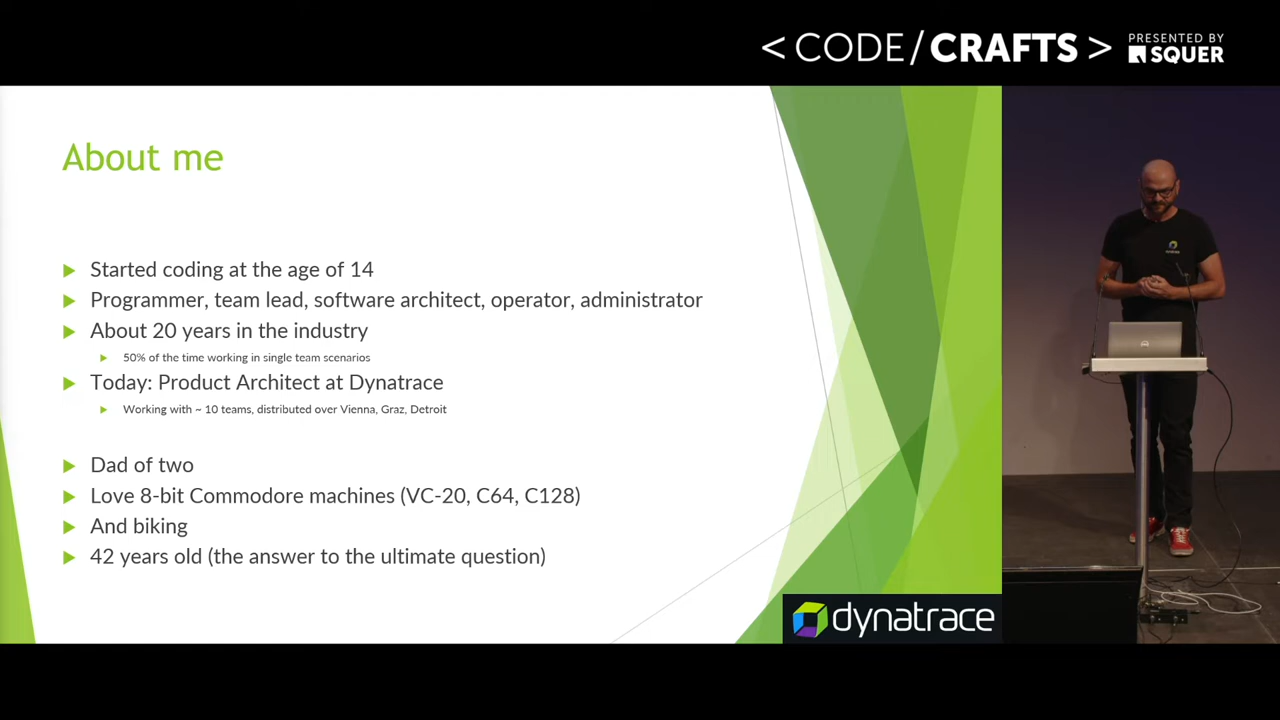 < CODE/CRAFTS >
PRESENTED BY
SQUER
About me
Started coding at the age of 14
Programmer, team lead, software architect, operator, administrator
About 20 years in the industry
50% of the time working in single team scenarios
Today: Product Architect at Dynatrace
Working with ~ 10 teams, distributed over Vienna, Graz, Detroit
Dad of two
Love 8-bit Commodore machines (VC-20, C64, C128)
And biking
42 years old (the answer to the ultimate question)
dynatrace
dynatrace